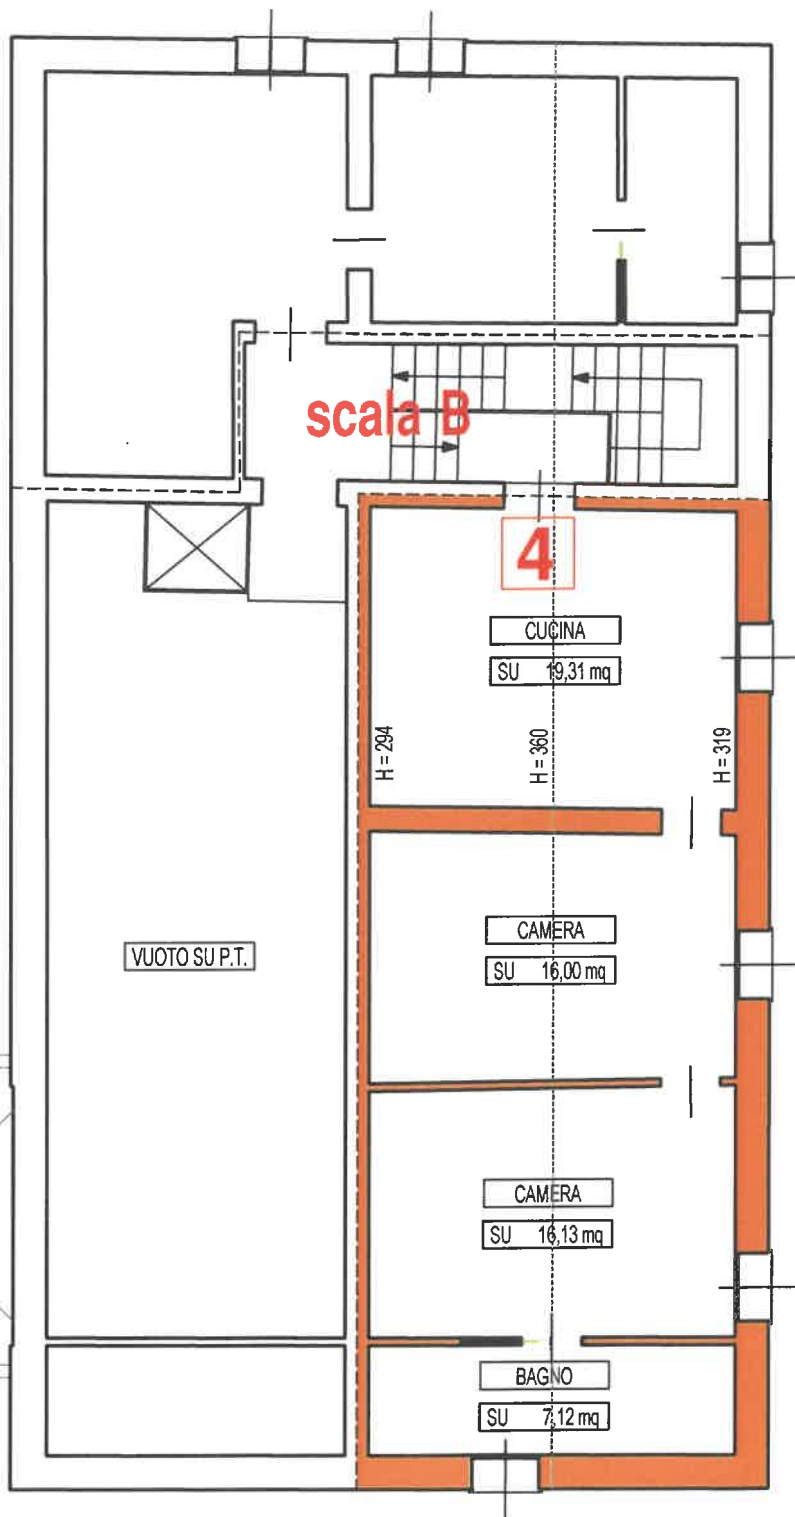 scala B
4
CUCINA
SU 19,31 mq
H = 294
H = 360
H = 319
CAMERA
SU 16,00 mq
VUOTO SU P.T.
CAMERA
SU 16,13 mq
BAGNO
SU 7,12 mq